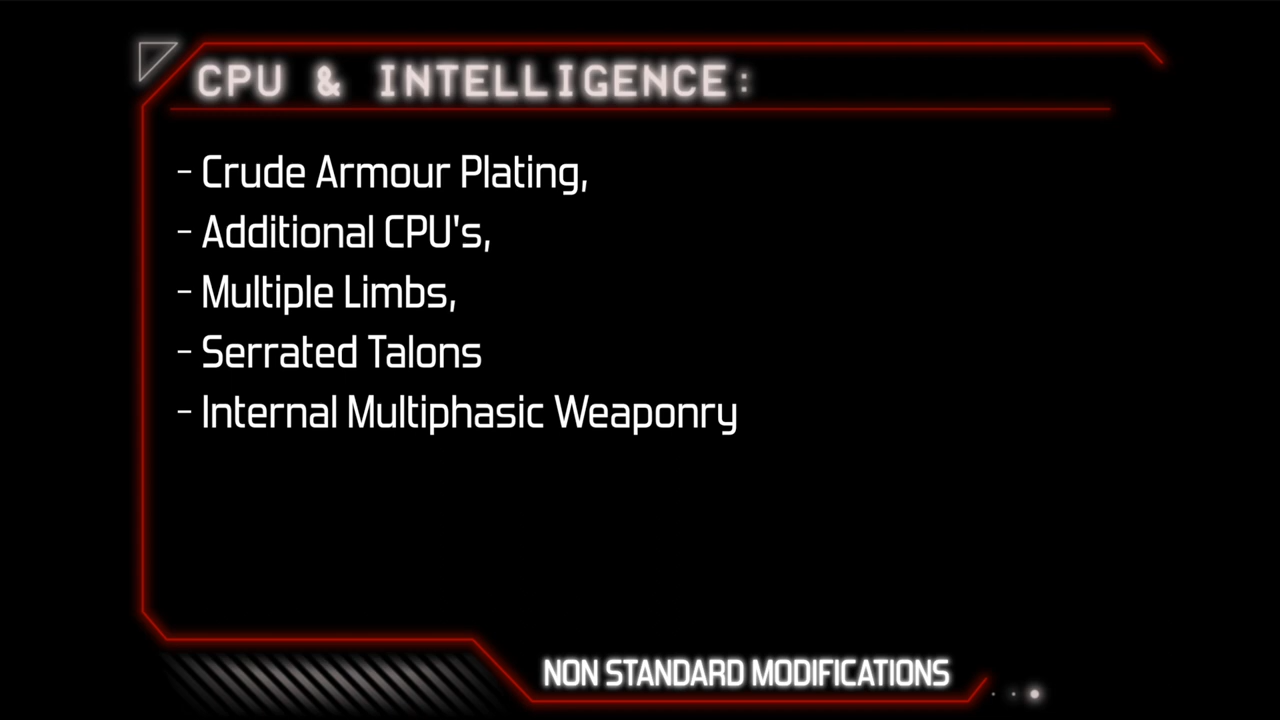 CPU & INTELLIGENCE:
- Crude Armour Plating,
- Additional CPU's,
- Multiple Limbs,
- Serrated Talons
- Internal Multiphasic Weaponry
NON STANDARD MODIFICATIONS